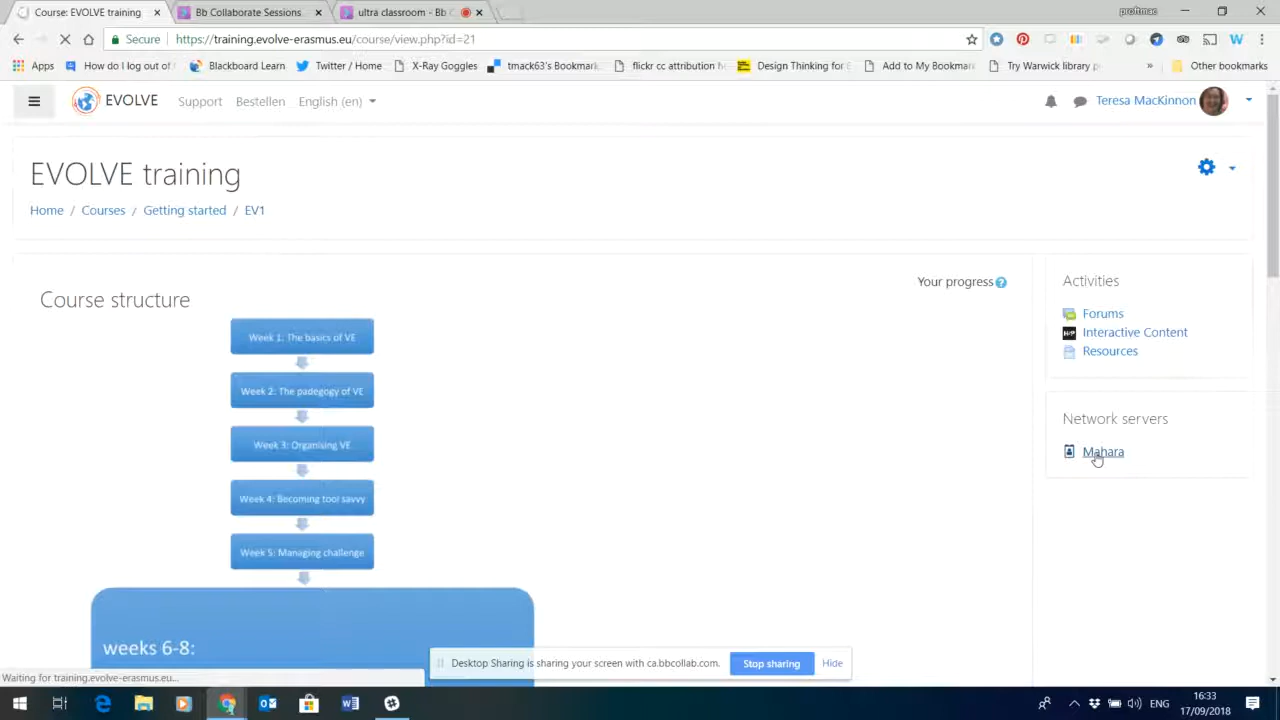 Course: EVOLVE training
Bb Collaborate Sessions
ultra classroom - Bb C
profmac
Secure
https://training.evolve-erasmus.eu/course/view.php?id=21
Apps
How do I log out of
Blackboard Learn
Twitter / Home
X-Ray Goggles
tmack63's Bookmark
flickr cc attribution he
Design Thinking for E
Add to My Bookmark
Try Warwick library p
»
Other bookmarks
EVOLVE
Support
Bestellen
English (en)
Teresa MacKinnon
EVOLVE training
Home / Courses / Getting started / EV1
Your progress
Course structure
Week 1: The basics of VE
Week 2: The padegogy of VE
Week 3: Organising VE
Week 4: Becoming tool savvy
Week 5: Managing challenge
weeks 6-8:
Activities
Forums
H-P
Interactive Content
Resources
Network servers
Mahara
Desktop Sharing is sharing your screen with ca.bbcollab.com.
Stop sharing
Hide
Waiting for training.evolve-erasmus.eu...
ENG
16:33
17/09/2018